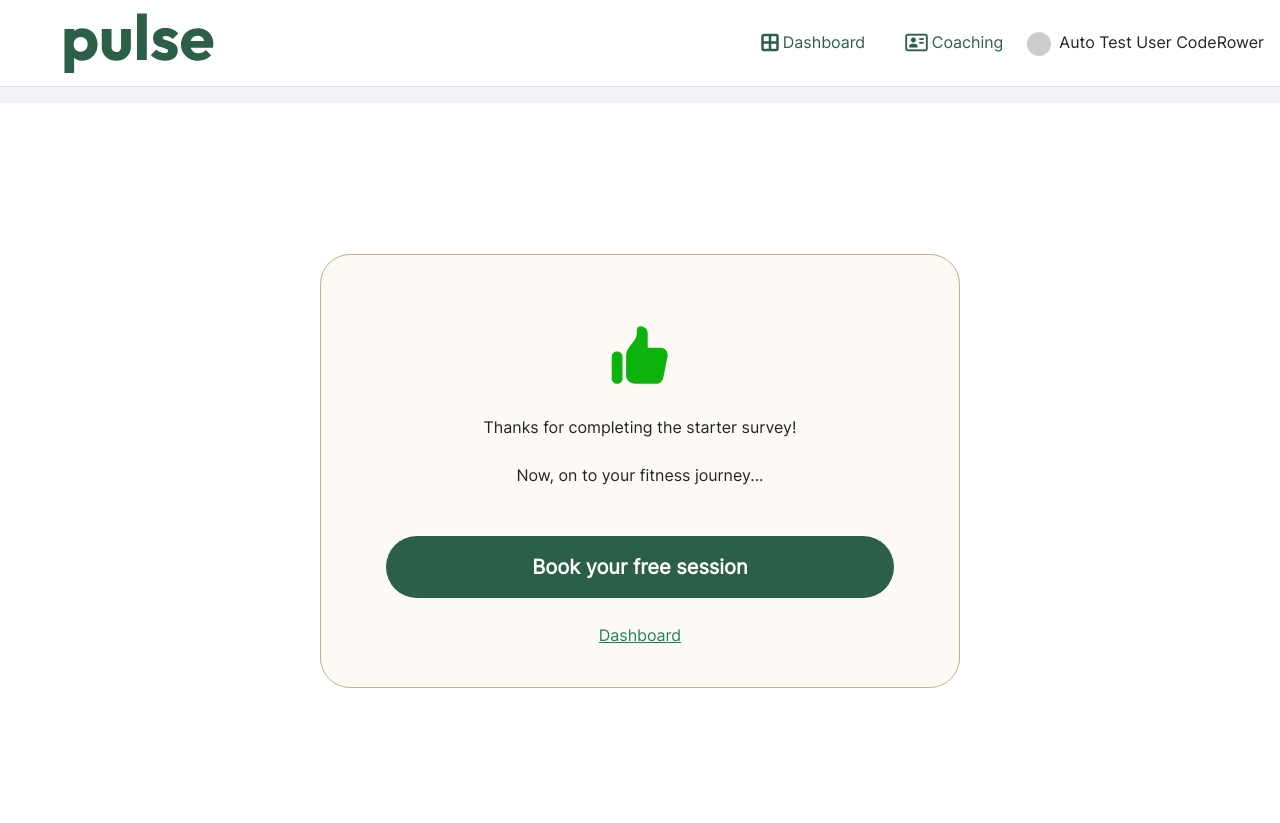 pulse
Dashboard
Coaching
Auto Test User CodeRower
Thanks for completing the starter survey!
Now, on to your fitness journey...
Book your free session
Dashboard